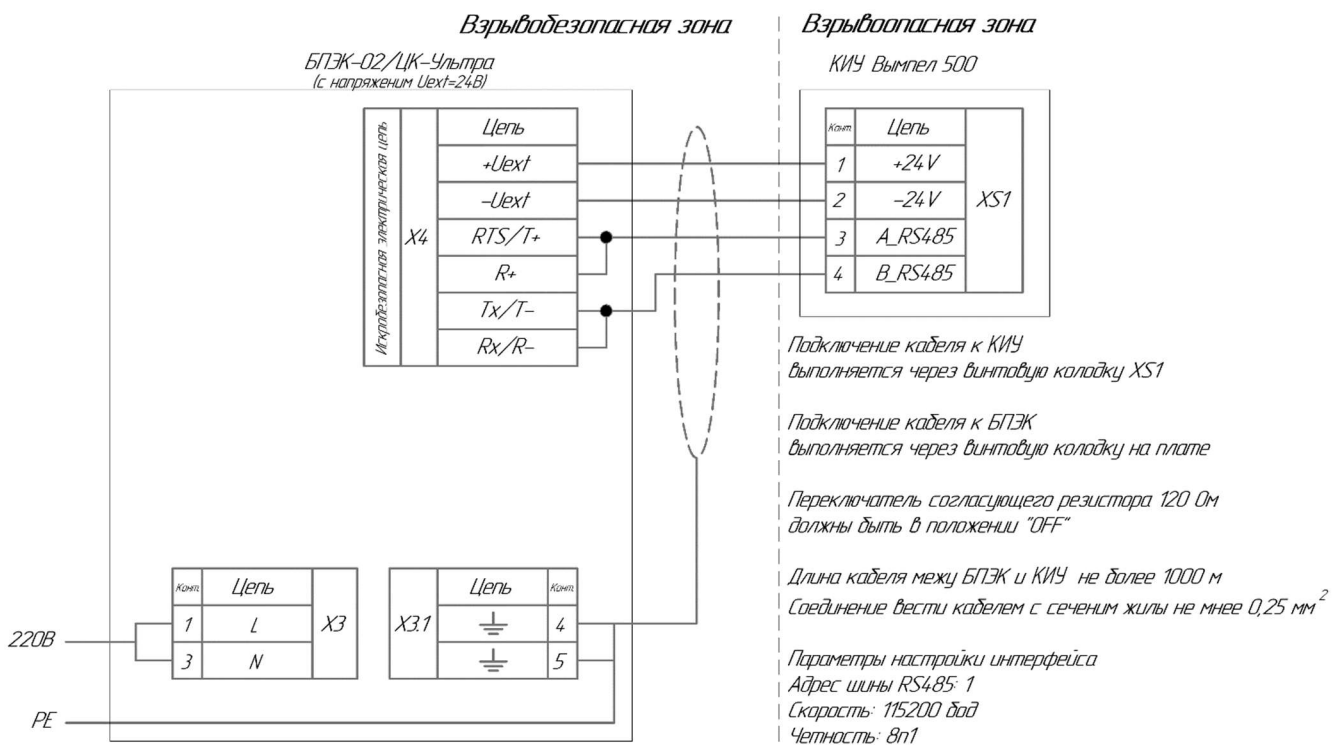 Взрывобезопасная зона
Взрывоопасная зона
БПЭК-02/ЦК-Ультра
(с напряженим Uext=24В)
КИУ Вымпел 500
Искробезопасная электрическая цепь
X4
Цепь
+Uext
-Uext
RTS/T+
R+
Tx/T-
Rx/R-
Конт. Цепь
1 +24V
2 -24V
3 A_RS485
4 B_RS485
XS1
Подключение кабеля к КИУ
выполняется через винтовую колодку XS1
Подключение кабеля к БПЭК
выполняется через винтовую колодку на плате
Переключатель согласующего резистора 120 Ом
должны быть в положении "OFF"
Длина кабеля межу БПЭК и КИУ не более 1000 м
Соединение вести кабелем с сеченим жилы не мнее 0,25 мм²
Параметры настройки интерфейса
Адрес шины RS485: 1
Скорость: 115200 бод
Четность: 8n1
220В
PE
Конт. Цепь
1 L
3 N
X3
X3.1
Цепь Конт.
4
5